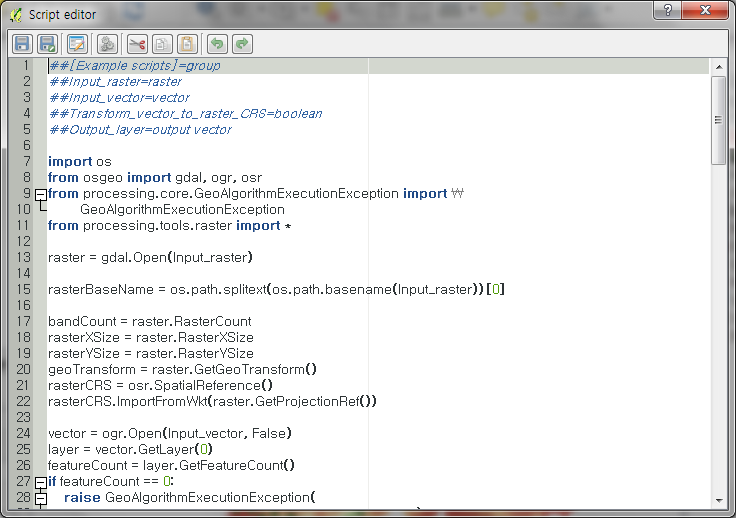 Script editor
1 ##[Example scripts]=group
2 ##Input_raster=raster
3 ##Input_vector=vector
4 ##Transform_vector_to_raster_CRS=boolean
5 ##Output_layer=output vector
6
7 import os
8 from osgeo import gdal, ogr, osr
9 from processing.core.GeoAlgorithmExecutionException import ₩
10 GeoAlgorithmExecutionException
11 from processing.tools.raster import *
12
13 raster = gdal.Open(Input_raster)
14
15 rasterBaseName = os.path.splitext(os.path.basename(Input_raster))[0]
16
17 bandCount = raster.RasterCount
18 rasterXSize = raster.RasterXSize
19 rasterYSize = raster.RasterYSize
20 geoTransform = raster.GetGeoTransform()
21 rasterCRS = osr.SpatialReference()
22 rasterCRS.ImportFromWkt(raster.GetProjectionRef())
23
24 vector = ogr.Open(Input_vector, False)
25 layer = vector.GetLayer(0)
26 featureCount = layer.GetFeatureCount()
27 if featureCount == 0:
28 raise GeoAlgorithmExecutionException(